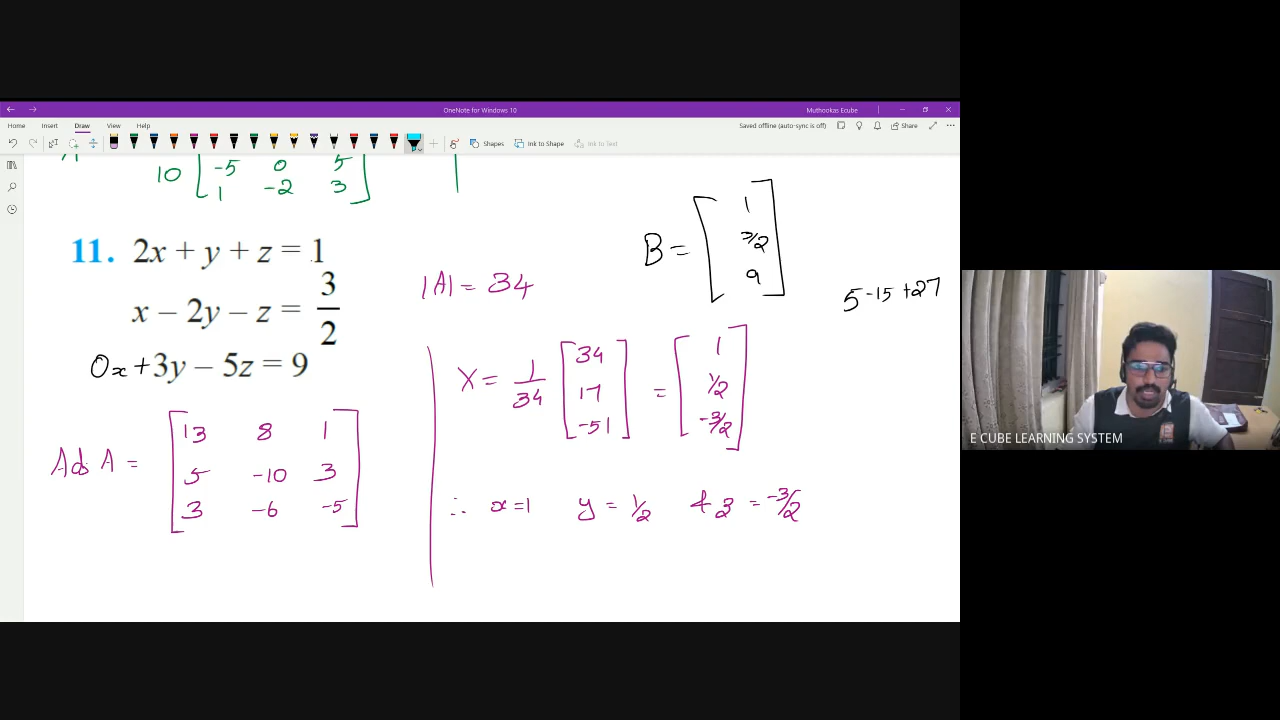 OneNote for Windows 10
Muthookas Ecube
Home Insert Draw View Help
Saved offline (auto-sync is off)
Share
Shapes
Ink to Shape
Ink to Text
10 [ -5 0 5
1 -2 3 ]
11. 2x + y + z = 1
x − 2y − z = 3/2
0x + 3y − 5z = 9
|A| = 34
B = [ 1
3/2
9 ]
5 -15 +27
Adj A = [ 13 8 1
5 -10 3
3 -6 -5 ]
X = 1/34 [ 34
17
-51 ] = [ 1
1/2
-3/2 ]
∴ x = 1 y = 1/2 & z = -3/2
E CUBE LEARNING SYSTEM